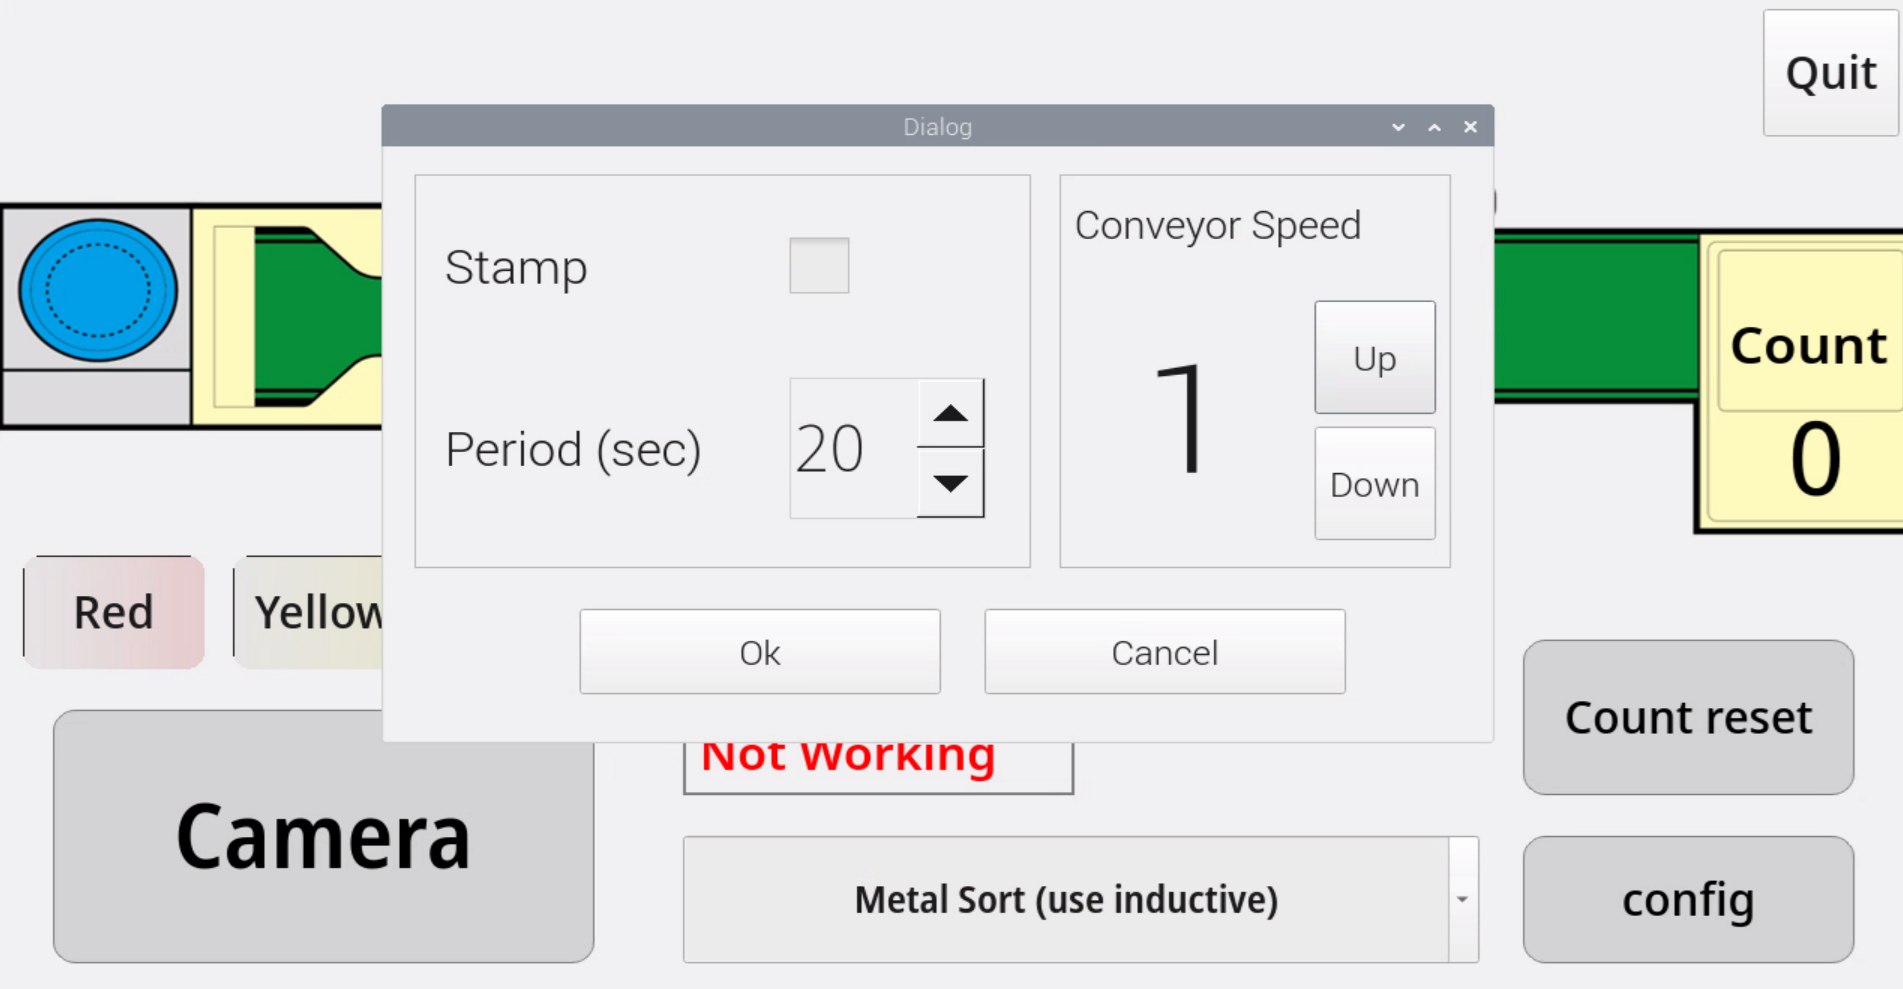 Quit
Dialog
Stamp
Period (sec)
20
Conveyor Speed
1
Up
Down
Ok
Cancel
Count
0
Red
Yellow
Not Working
Camera
Metal Sort (use inductive)
Count reset
config